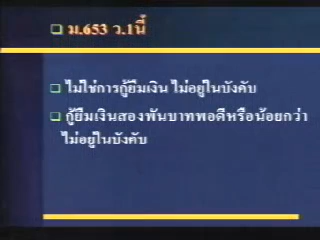 ม.653 ว.1นี้
ไม่ใช่การกู้ยืมเงิน ไม่อยู่ในบังคับ
กู้ยืมเงินสองพันบาทพอดีหรือน้อยกว่า
ไม่อยู่ในบังคับ